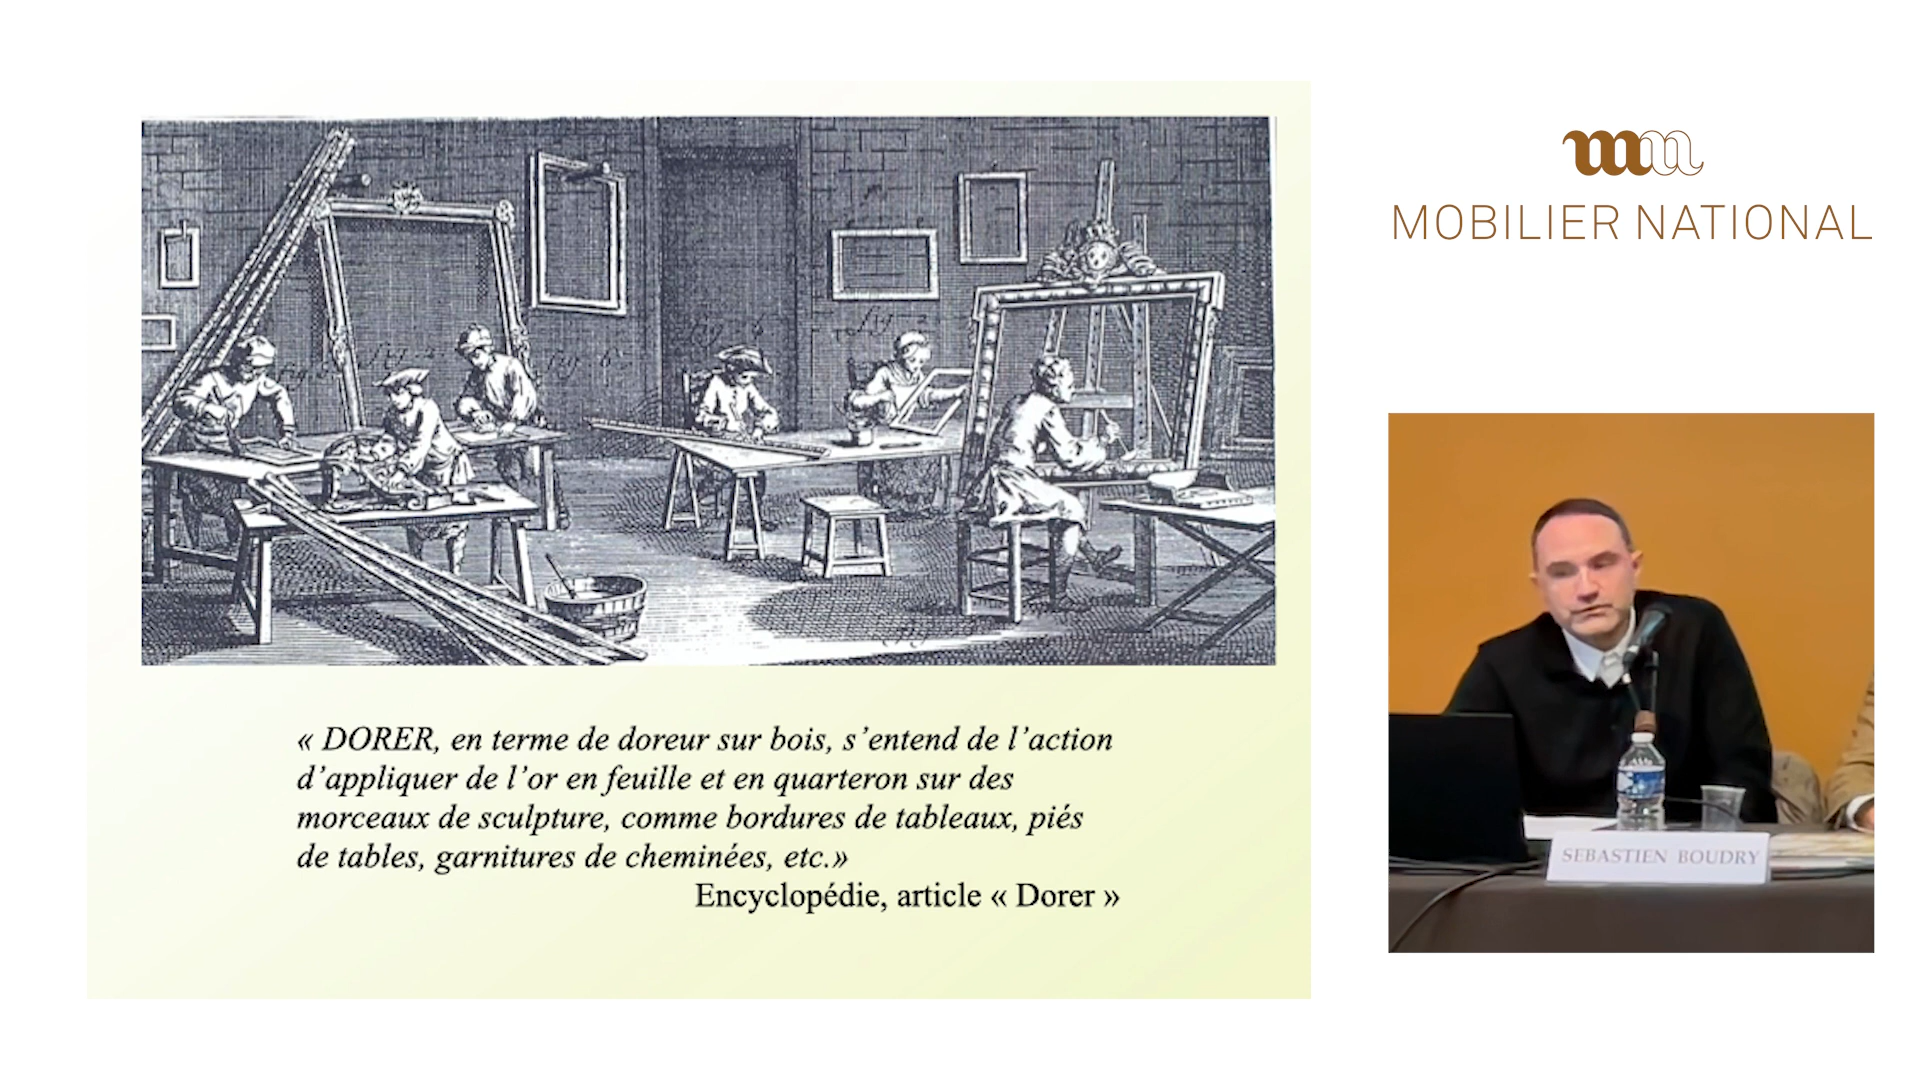 « DORER, en terme de doreur sur bois, s’entend de l’action
d’appliquer de l’or en feuille et en quarteron sur des
morceaux de sculpture, comme bordures de tableaux, piés
de tables, garnitures de cheminées, etc.»
Encyclopédie, article « Dorer »
MOBILIER NATIONAL
SEBASTIEN BOUDRY